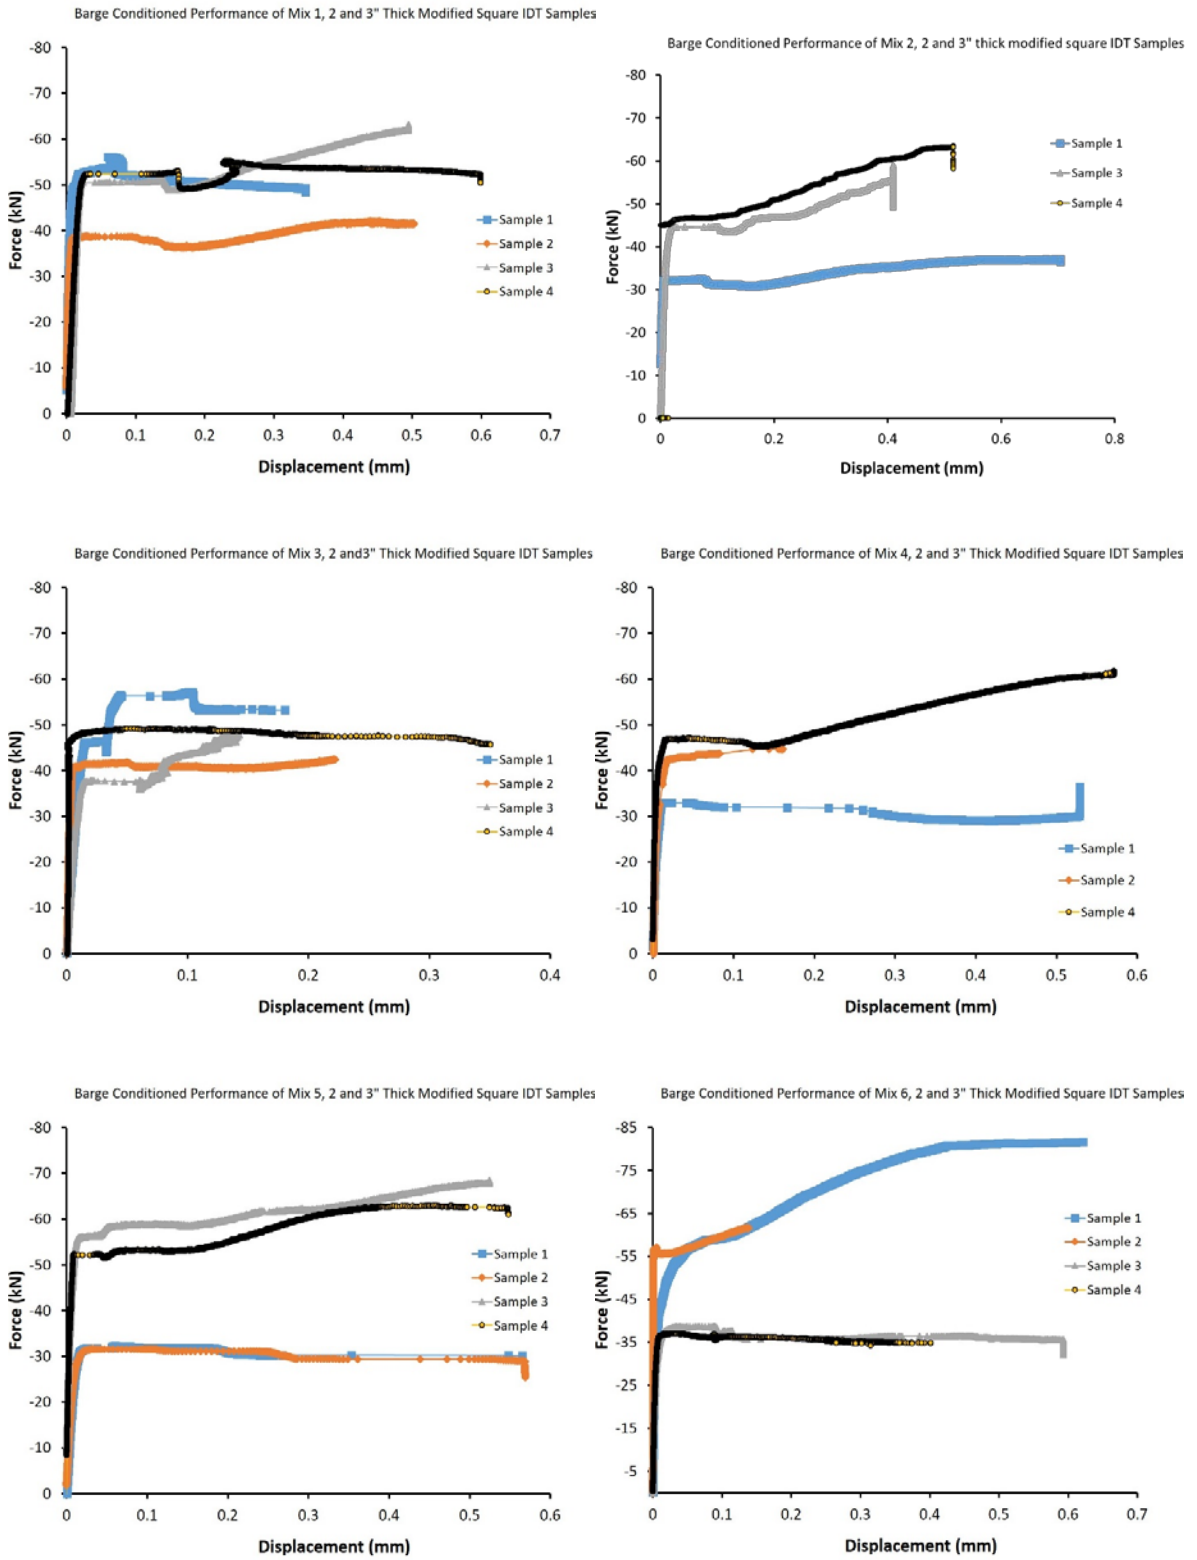 Barge Conditioned Performance of Mix 1, 2 and 3" Thick Modified Square IDT Samples
-80
-70
-60
-50
-40
-30
-20
-10
0
Force (kN)
Sample 1
Sample 2
Sample 3
Sample 4
0 0.1 0.2 0.3 0.4 0.5 0.6 0.7
Displacement (mm)
Barge Conditioned Performance of Mix 2, 2 and 3" thick modified square IDT Samples
-80
-70
-60
-50
-40
-30
-20
-10
0
Force (kN)
Sample 1
Sample 3
Sample 4
0 0.2 0.4 0.6 0.8
Displacement (mm)
Barge Conditioned Performance of Mix 3, 2 and3" Thick Modified Square IDT Samples
-80
-70
-60
-50
-40
-30
-20
-10
0
Force (kN)
Sample 1
Sample 2
Sample 3
Sample 4
0 0.1 0.2 0.3 0.4
Displacement (mm)
Barge Conditioned Performance of Mix 4, 2 and 3" Thick Modified Square IDT Samples
-80
-70
-60
-50
-40
-30
-20
-10
0
Force (kN)
Sample 1
Sample 2
Sample 4
0 0.1 0.2 0.3 0.4 0.5 0.6
Displacement (mm)
Barge Conditioned Performance of Mix 5, 2 and 3" Thick Modified Square IDT Samples
-80
-70
-60
-50
-40
-30
-20
-10
0
Force (kN)
Sample 1
Sample 2
Sample 3
Sample 4
0 0.1 0.2 0.3 0.4 0.5 0.6
Displacement (mm)
Barge Conditioned Performance of Mix 6, 2 and 3" Thick Modified Square IDT Samples
-85
-75
-65
-55
-45
-35
-25
-15
-5
Force (kN)
Sample 1
Sample 2
Sample 3
Sample 4
0 0.1 0.2 0.3 0.4 0.5 0.6 0.7
Displacement (mm)